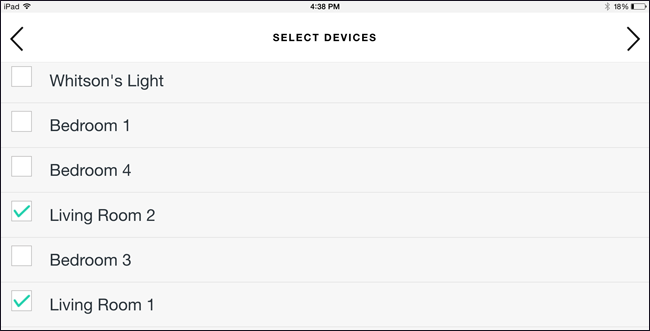 iPad 4:38 PM 18%
SELECT DEVICES
Whitson's Light
Bedroom 1
Bedroom 4
Living Room 2
Bedroom 3
Living Room 1